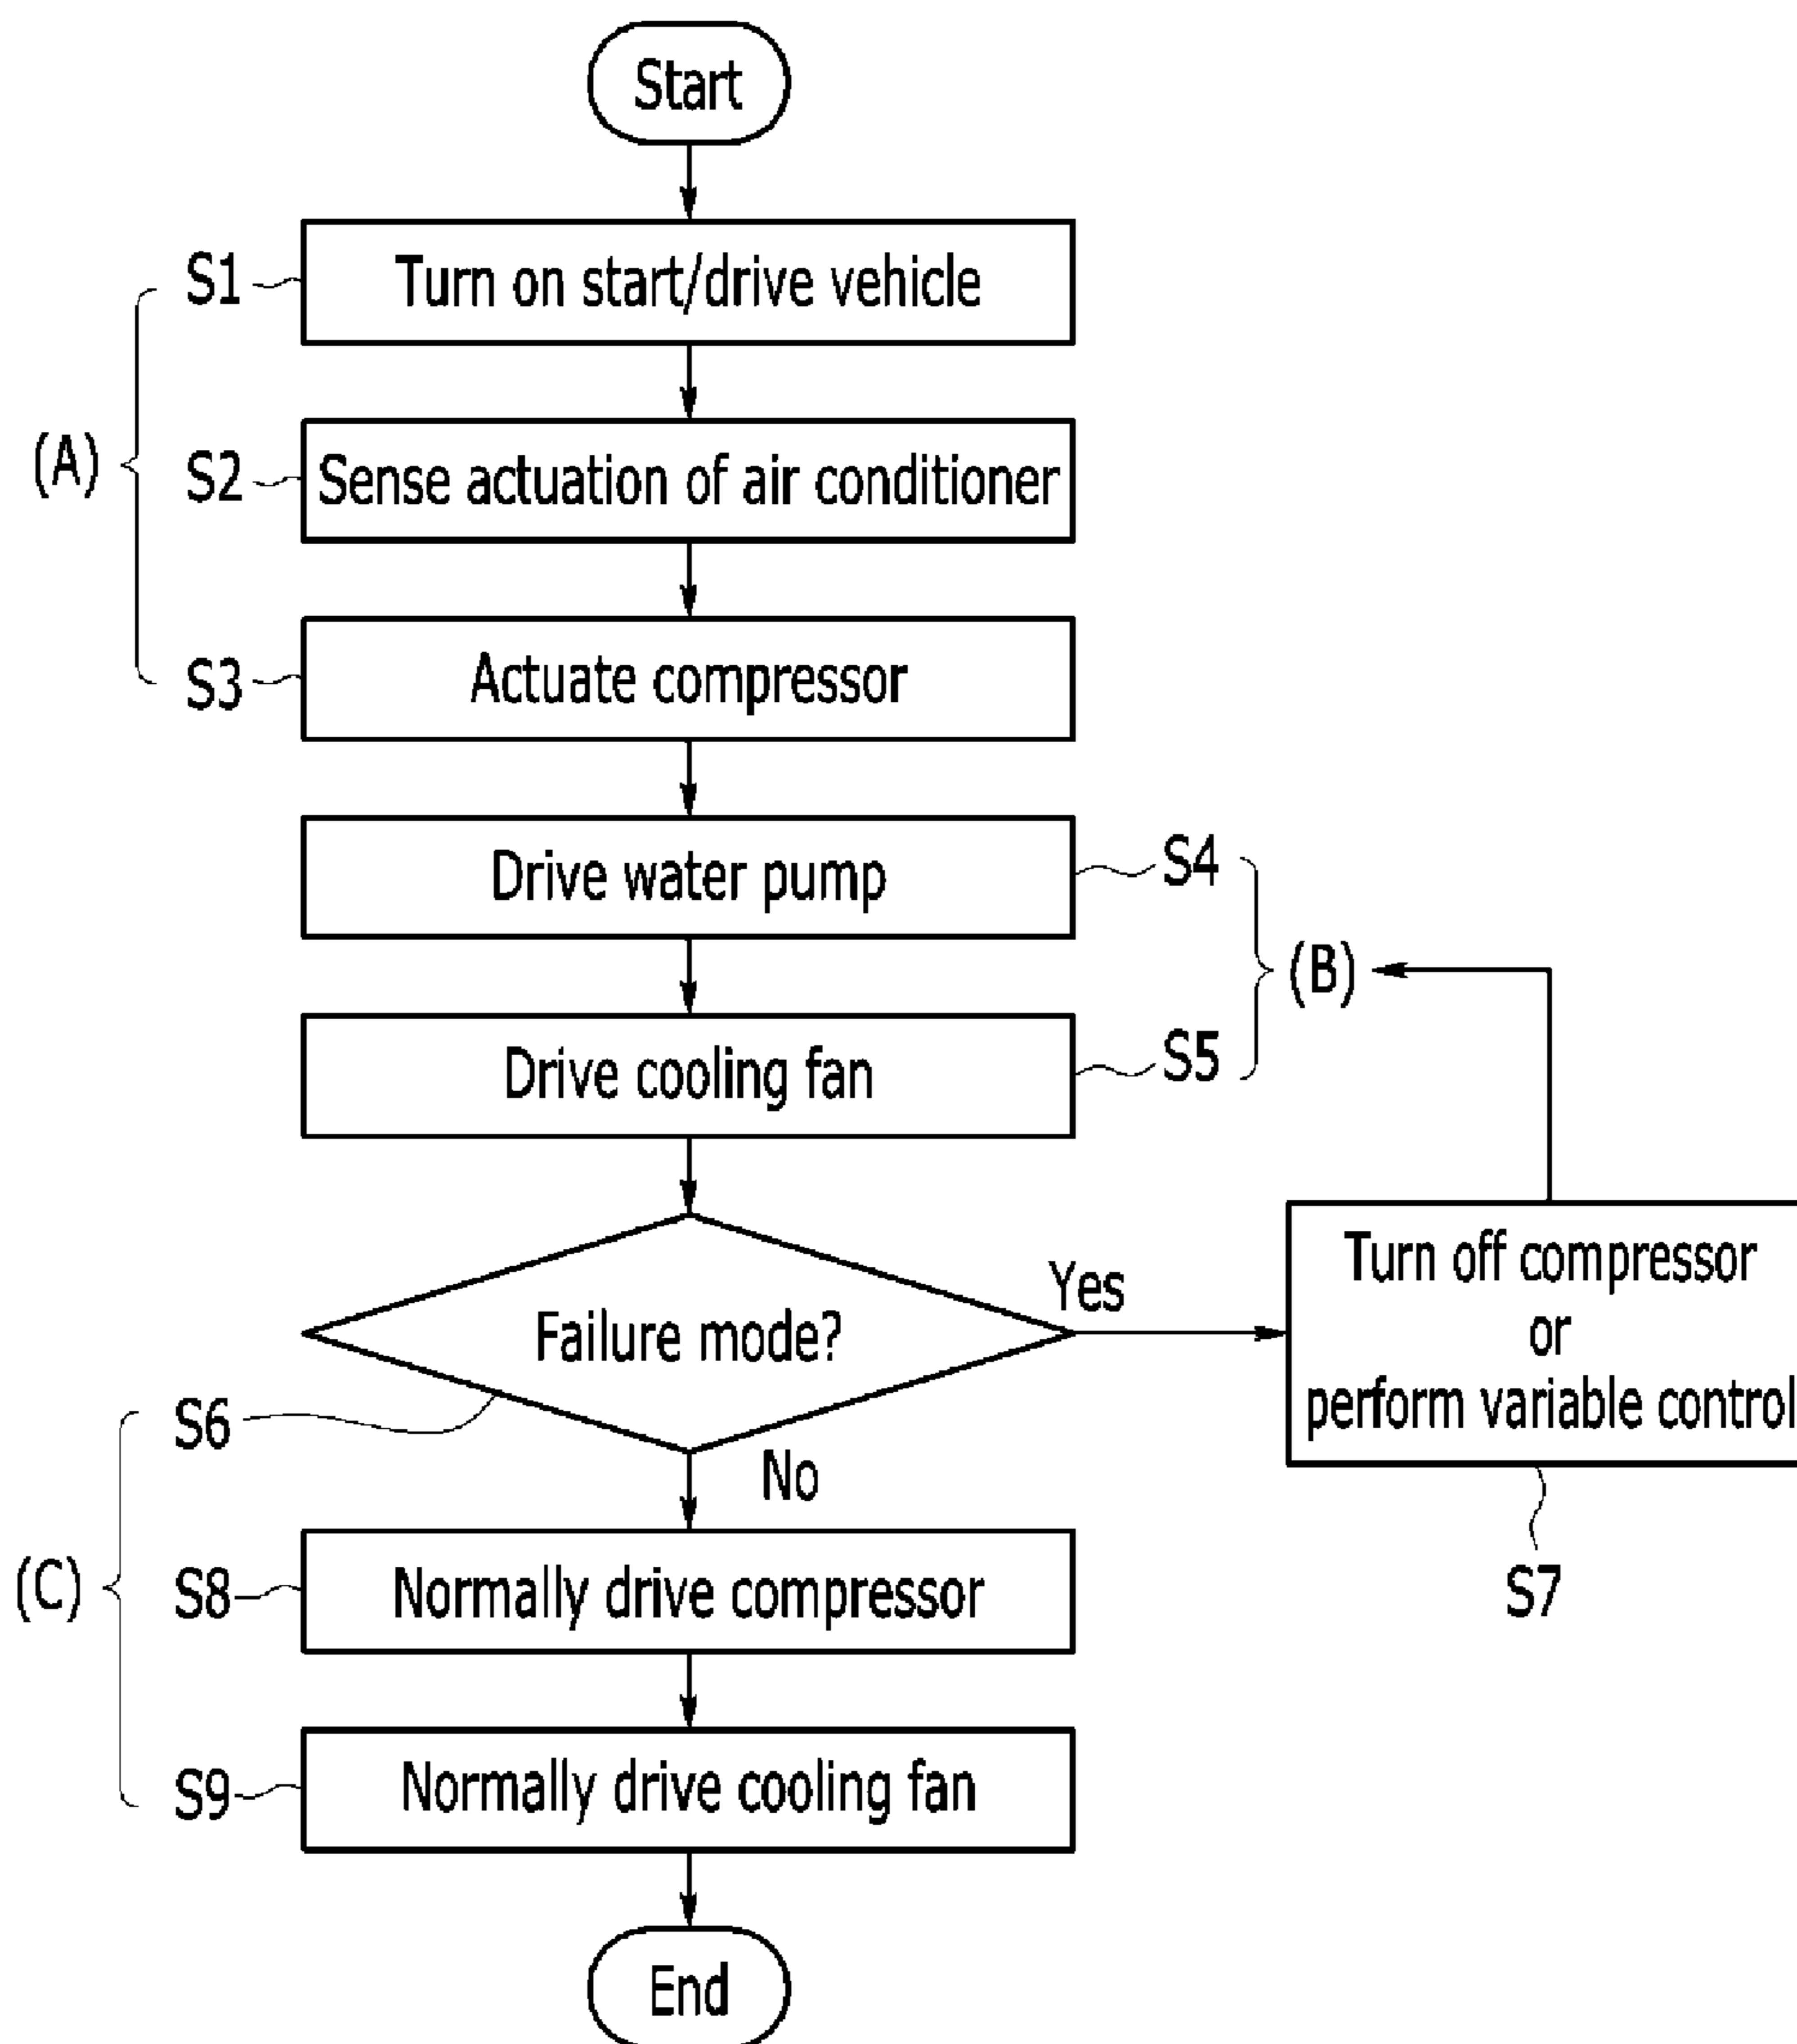 Start
S1
Turn on start/drive vehicle
(A)
S2
Sense actuation of air conditioner
S3
Actuate compressor
Drive water pump
S4
(B)
Drive cooling fan
S5
Failure mode?
Yes
Turn off compressor
or
perform variable control
S6
No
S7
(C)
S8
Normally drive compressor
S9
Normally drive cooling fan
End